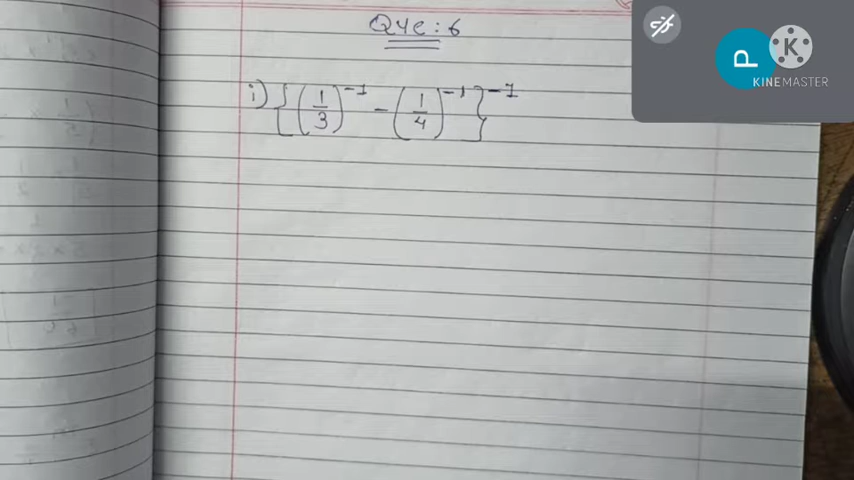 Que : 6
i) {(1/3)^-1 - (1/4)^-1}^-1
P
K
KINEMASTER